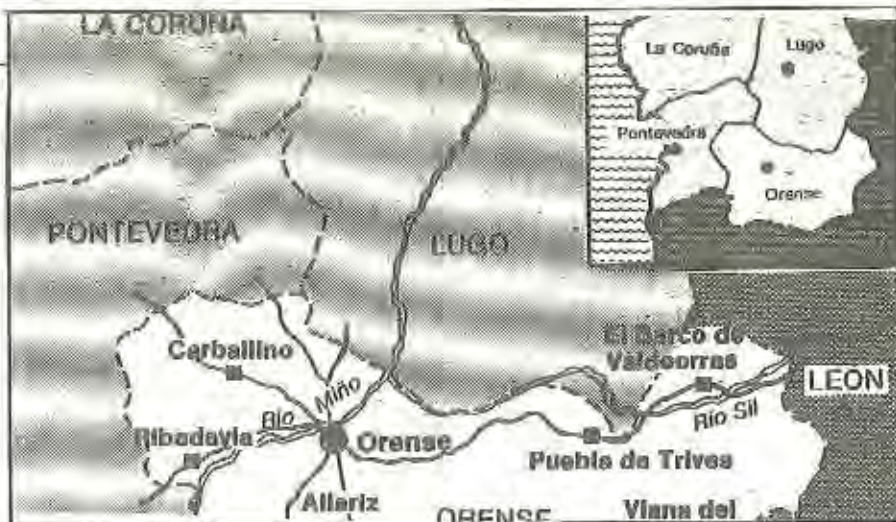 LA CORUÑA
La Coruña
Lugo
Pontevedra
Orense
PONTEVEDRA
LUGO
Carballino
El Barco de
Valdeorras
LEON
Río Miño
Río Sil
Ribadavia
Orense
Puebla de Trives
Allariz
ORENSE
Viana del